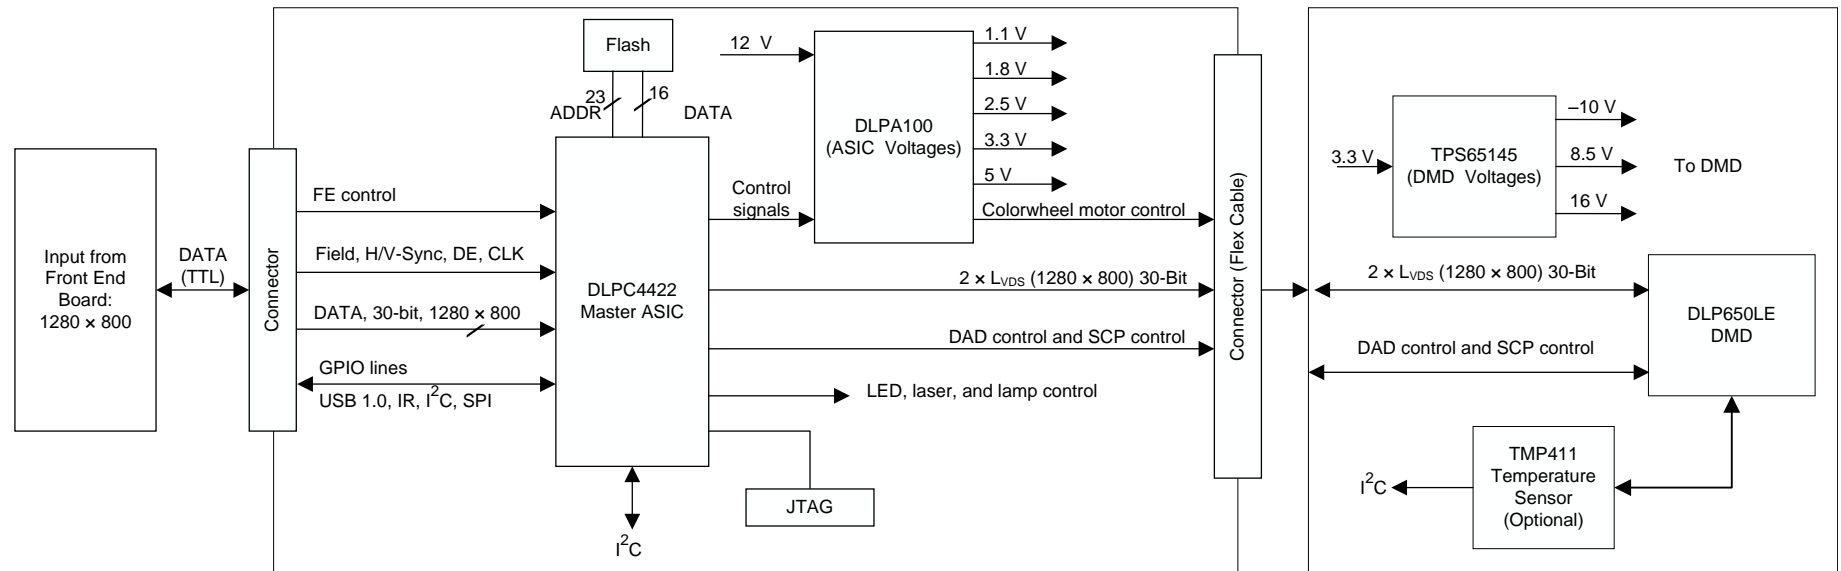 Input from
Front End
Board:
1280 × 800
DATA
(TTL)
Connector
FE control
Field, H/V-Sync, DE, CLK
DATA, 30-bit, 1280 × 800
GPIO lines
USB 1.0, IR, I²C, SPI
Flash
23
16
ADDR
DATA
DLPC4422
Master ASIC
I²C
JTAG
12 V
Control
signals
DLPA100
(ASIC Voltages)
1.1 V
1.8 V
2.5 V
3.3 V
5 V
Colorwheel motor control
2 × LVDS (1280 × 800) 30-Bit
DAD control and SCP control
LED, laser, and lamp control
Connector (Flex Cable)
3.3 V
TPS65145
(DMD Voltages)
–10 V
8.5 V
16 V
To DMD
2 × LVDS (1280 × 800) 30-Bit
DAD control and SCP control
DLP650LE
DMD
TMP411
Temperature
Sensor
(Optional)
I²C